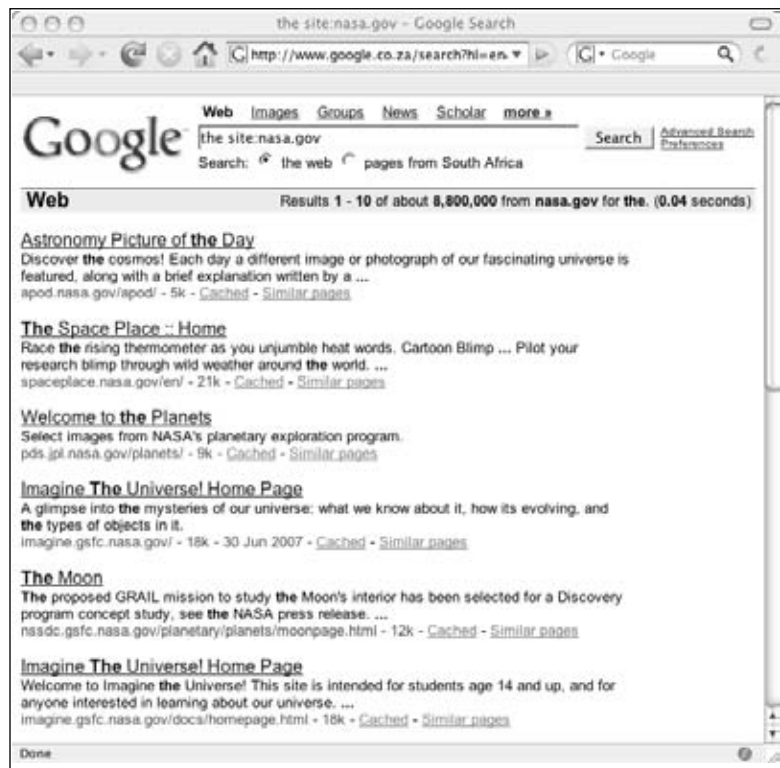 the site:nasa.gov - Google Search
http://www.google.co.za/search?hl=en
Google
Web Images Groups News Scholar more »
Google
the site:nasa.gov
Search
Advanced Search
Preferences
Search: the web pages from South Africa
Web Results 1 - 10 of about 8,800,000 from nasa.gov for the. (0.04 seconds)
Astronomy Picture of the Day
Discover the cosmos! Each day a different image or photograph of our fascinating universe is
featured, along with a brief explanation written by a ...
apod.nasa.gov/apod/ - 5k - Cached - Similar pages
The Space Place :: Home
Race the rising thermometer as you unjumble heat words. Cartoon Blimp ... Pilot your
research blimp through wild weather around the world. ...
spaceplace.nasa.gov/en/ - 21k - Cached - Similar pages
Welcome to the Planets
Select images from NASA's planetary exploration program.
pds.jpl.nasa.gov/planets/ - 9k - Cached - Similar pages
Imagine The Universe! Home Page
A glimpse into the mysteries of our universe: what we know about it, how its evolving, and
the types of objects in it.
imagine.gsfc.nasa.gov/ - 18k - 30 Jun 2007 - Cached - Similar pages
The Moon
The proposed GRAIL mission to study the Moon's interior has been selected for a Discovery
program concept study, see the NASA press release. ...
nssdc.gsfc.nasa.gov/planetary/planets/moonpage.html - 12k - Cached - Similar pages
Imagine The Universe! Home Page
Welcome to Imagine the Universe! This site is intended for students age 14 and up, and for
anyone interested in learning about our universe. ...
imagine.gsfc.nasa.gov/docs/homepage.html - 18k - Cached - Similar pages
Done